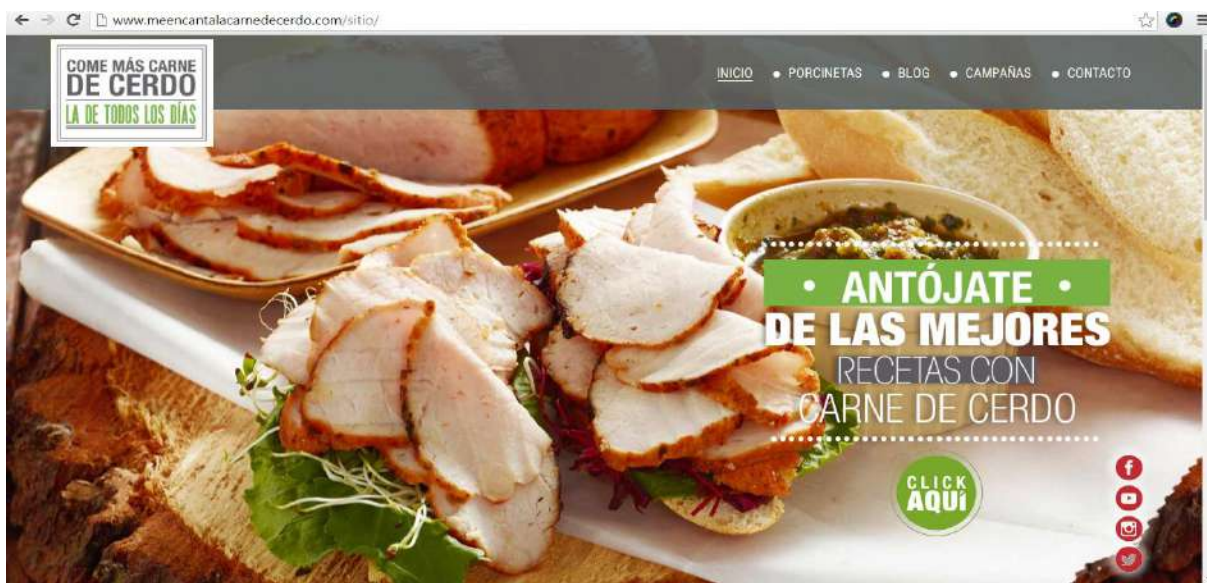 www.meencantalacarnedecerdo.com/sitio/
COME MÁS CARNE
DE CERDO
LA DE TODOS LOS DÍAS
INICIO • PORCINETAS • BLOG • CAMPAÑAS • CONTACTO
• ANTÓJATE •
DE LAS MEJORES
RECETAS CON
CARNE DE CERDO
CLICK
AQUÍ